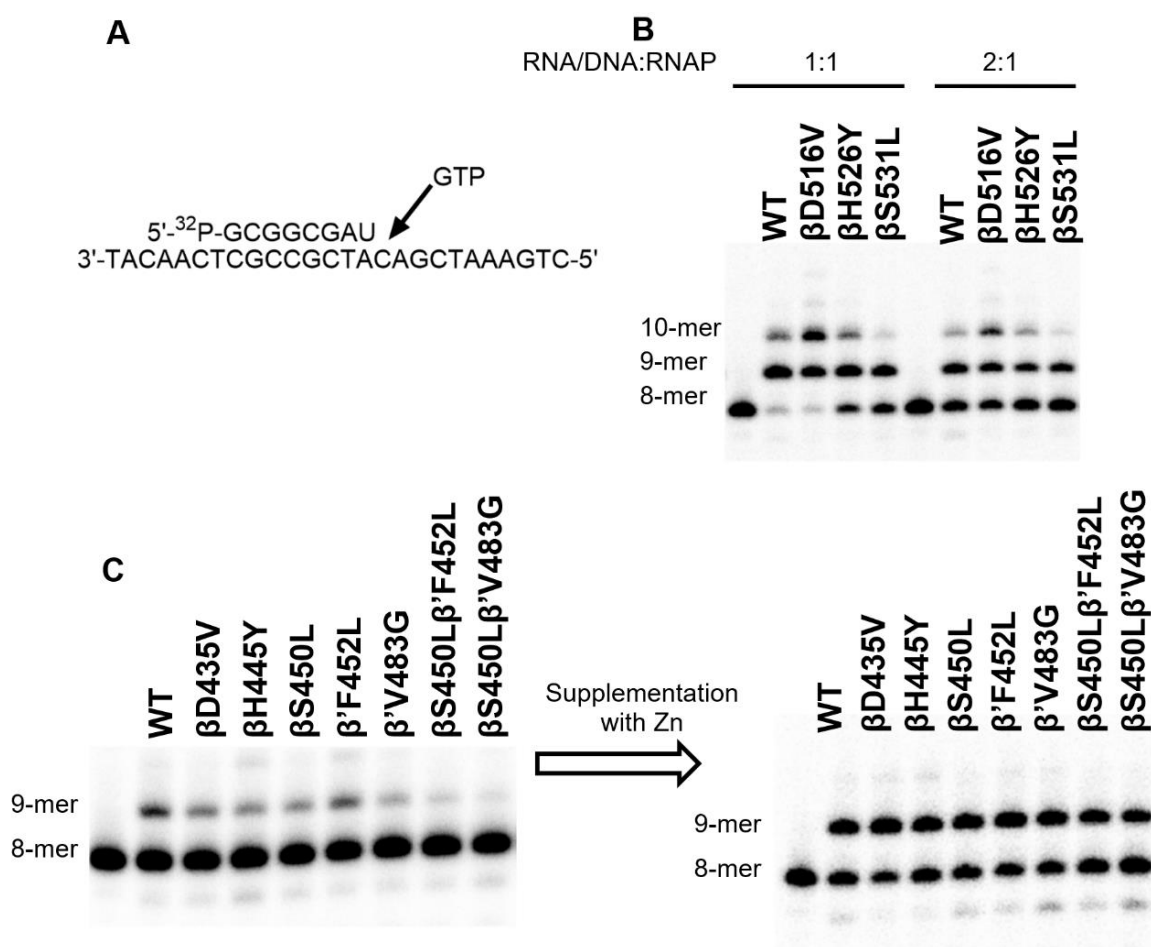 A
GTP
5'-³²P-GCGGCGAU
3'-TACAACTCGCCGCTACAGCTAAAGTC-5'
B
RNA/DNA:RNAP
1:1
2:1
WT
βD516V
βH526Y
βS531L
WT
βD516V
βH526Y
βS531L
10-mer
9-mer
8-mer
C
WT
βD435V
βH445Y
βS450L
β'F452L
β'V483G
βS450Lβ'F452L
βS450Lβ'V483G
9-mer
8-mer
Supplementation
with Zn
WT
βD435V
βH445Y
βS450L
β'F452L
β'V483G
βS450Lβ'F452L
βS450Lβ'V483G
9-mer
8-mer